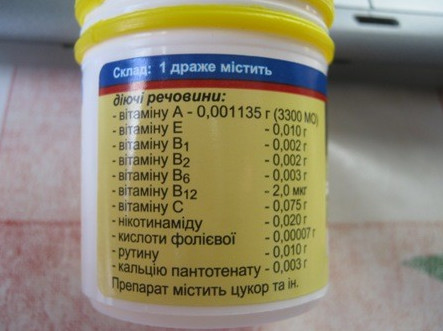 Склад: 1 драже містить
діючі речовини:
- вітаміну А - 0,001135 г (3300 МО)
- вітаміну Е - 0,010 г
- вітаміну В1 - 0,002 г
- вітаміну В2 - 0,002 г
- вітаміну В6 - 0,003 г
- вітаміну В12 - 2,0 мкг
- вітаміну С - 0,075 г
- нікотинаміду - 0,020 г
- кислоти фолієвої - 0,00007 г
- рутину - 0,010 г
- кальцію пантотенату - 0,003 г
Препарат містить цукор та ін.